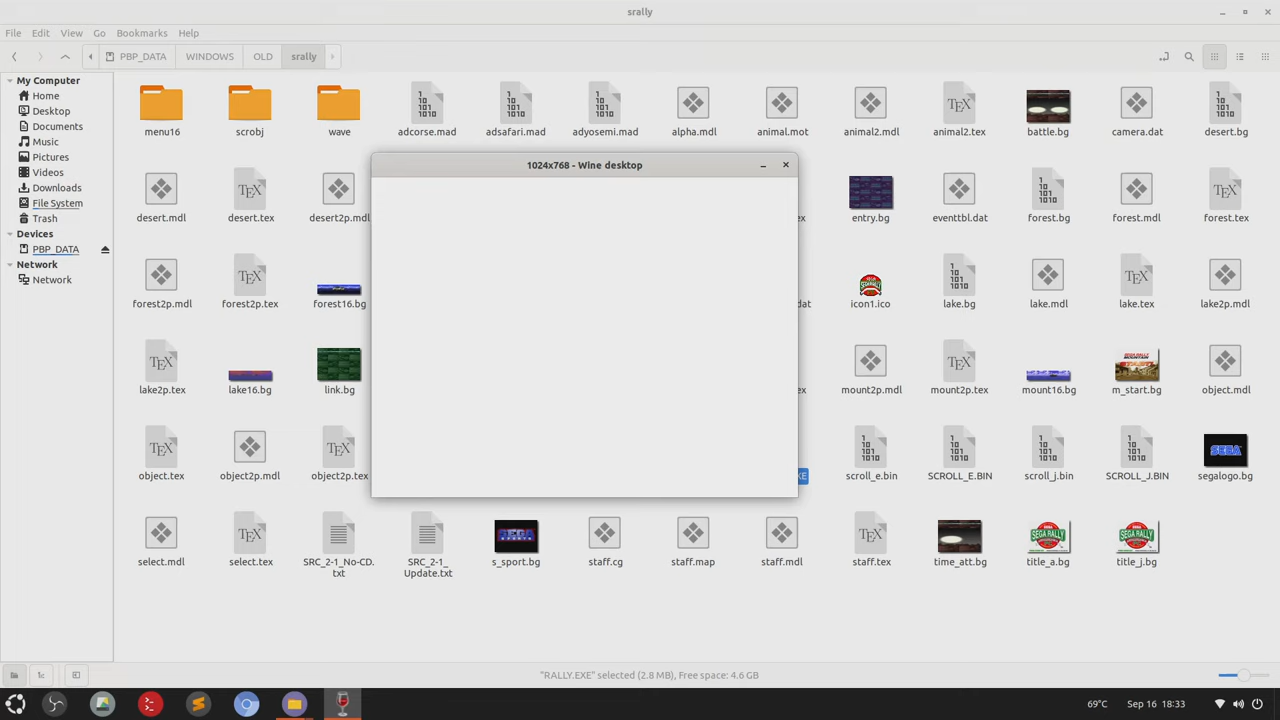 srally
File Edit View Go Bookmarks Help
PBP_DATA WINDOWS OLD srally
My Computer
Home
Desktop
Documents
Music
Pictures
Videos
Downloads
File System
Trash
Devices
PBP_DATA
Network
Network
menu16 scrobj wave adcorse.mad adsafari.mad adyosemi.mad alpha.mdl animal.mot animal2.mdl animal2.tex battle.bg camera.dat desert.bg
1024x768 - Wine desktop
desert.mdl desert.tex desert2p.mdl ex entry.bg eventtbl.dat forest.bg forest.mdl forest.tex
forest2p.mdl forest2p.tex forest16.bg dat icon1.ico lake.bg lake.mdl lake.tex lake2p.mdl
lake2p.tex lake16.bg link.bg ex mount2p.mdl mount2p.tex mount16.bg m_start.bg object.mdl
object.tex object2p.mdl object2p.tex XE scroll_e.bin SCROLL_E.BIN scroll_j.bin SCROLL_J.BIN segalogo.bg
select.mdl select.tex SRC_2-1_No-CD. SRC_2-1_ s_sport.bg staff.cg staff.map staff.mdl staff.tex time_att.bg title_a.bg title_j.bg
txt Update.txt
"RALLY.EXE" selected (2.8 MB), Free space: 4.6 GB
69°C Sep 16 18:33